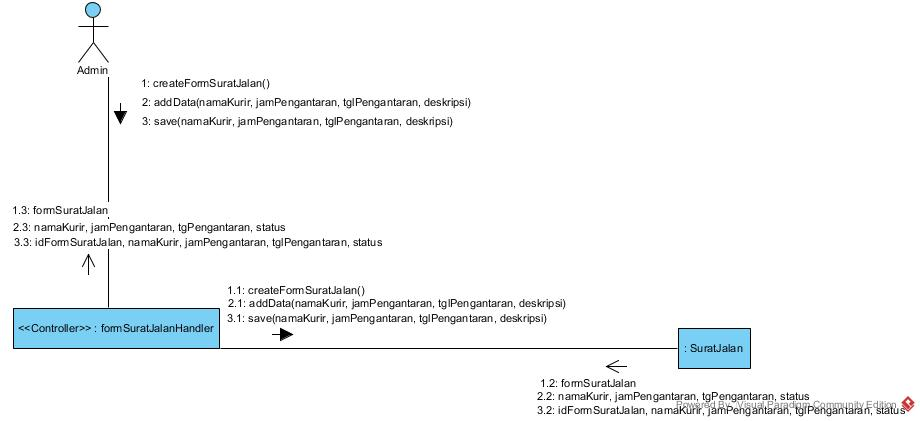 Admin
1: createFormSuratJalan()
2: addData(namaKurir, jamPengantaran, tglPengantaran, deskripsi)
3: save(namaKurir, jamPengantaran, tglPengantaran, deskripsi)
1.3: formSuratJalan
2.3: namaKurir, jamPengantaran, tgPengantaran, status
3.3: idFormSuratJalan, namaKurir, jamPengantaran, tglPengantaran, status
1.1: createFormSuratJalan()
2.1: addData(namaKurir, jamPengantaran, tglPengantaran, deskripsi)
3.1: save(namaKurir, jamPengantaran, tglPengantaran, deskripsi)
<<Controller>> : formSuratJalanHandler
: SuratJalan
1.2: formSuratJalan
2.2: namaKurir, jamPengantaran, tgPengantaran, status
3.2: idFormSuratJalan, namaKurir, jamPengantaran, tglPengantaran, status
Powered By Visual Paradigm Community Edition